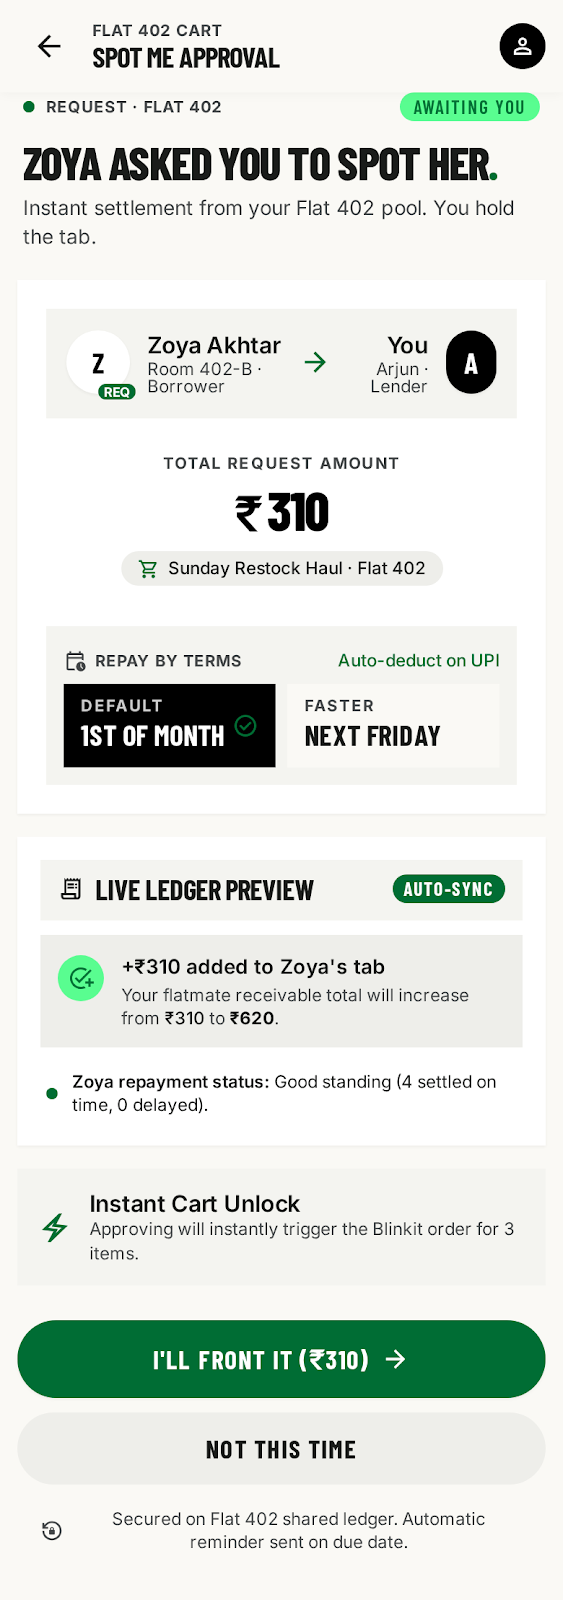 FLAT 402 CART
SPOT ME APPROVAL
REQUEST · FLAT 402
AWAITING YOU
ZOYA ASKED YOU TO SPOT HER.
Instant settlement from your Flat 402 pool. You hold
the tab.
Z
REQ
Zoya Akhtar
Room 402-B ·
Borrower
You
Arjun ·
Lender
A
TOTAL REQUEST AMOUNT
₹310
Sunday Restock Haul · Flat 402
REPAY BY TERMS
Auto-deduct on UPI
DEFAULT
1ST OF MONTH
FASTER
NEXT FRIDAY
LIVE LEDGER PREVIEW
AUTO-SYNC
+₹310 added to Zoya's tab
Your flatmate receivable total will increase
from ₹310 to ₹620.
Zoya repayment status: Good standing (4 settled on
time, 0 delayed).
Instant Cart Unlock
Approving will instantly trigger the Blinkit order for 3
items.
I'LL FRONT IT (₹310)
NOT THIS TIME
Secured on Flat 402 shared ledger. Automatic
reminder sent on due date.